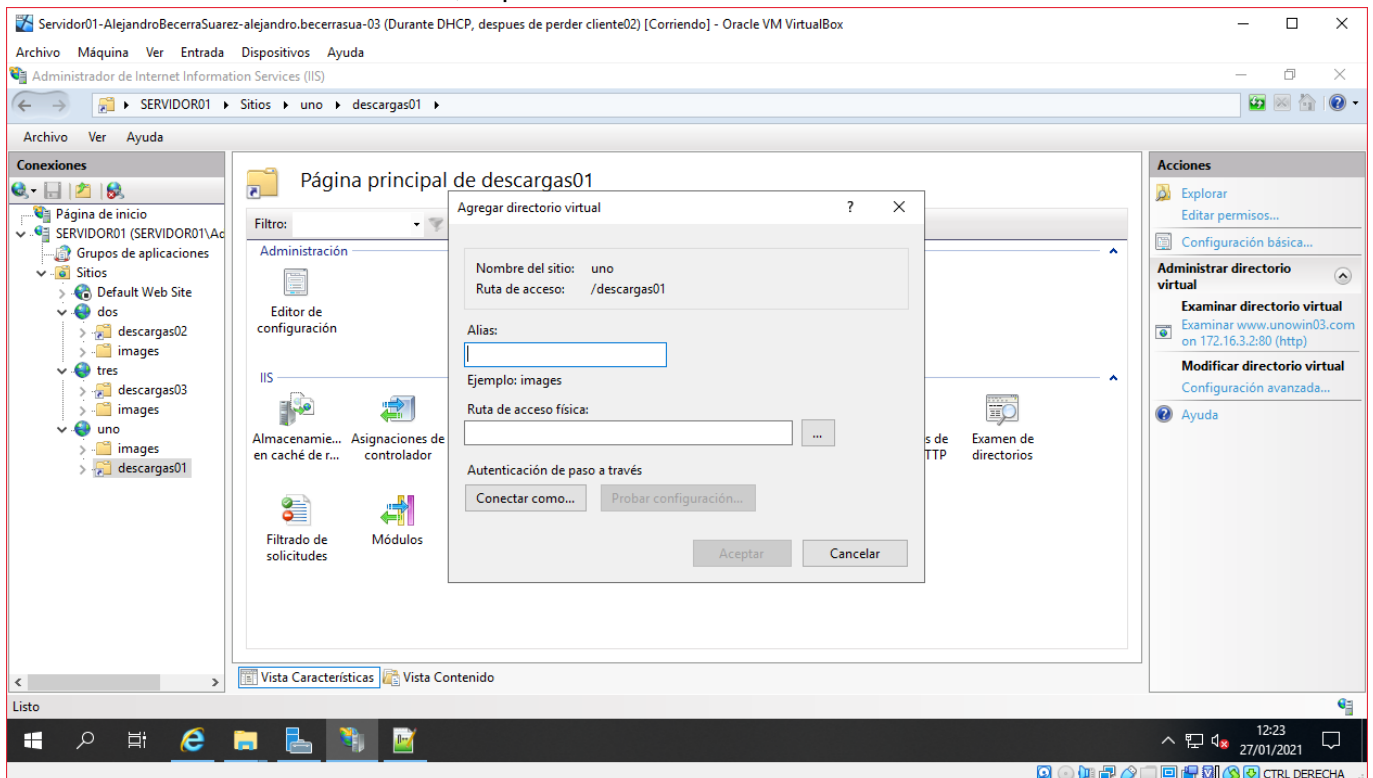 Servidor01-AlejandroBecerraSuarez-alejandro.becerrasua-03 (Durante DHCP, despues de perder cliente02) [Corriendo] - Oracle VM VirtualBox
Archivo Máquina Ver Entrada Dispositivos Ayuda
Administrador de Internet Information Services (IIS)
SERVIDOR01 Sitios uno descargas01
Archivo Ver Ayuda
Conexiones
Página de inicio
SERVIDOR01 (SERVIDOR01\Ad
Grupos de aplicaciones
Sitios
Default Web Site
dos
descargas02
images
tres
descargas03
images
uno
images
descargas01
Página principal de descargas01
Filtro:
Administración
Editor de
configuración
IIS
Almacenamie...
en caché de r...
Asignaciones de
controlador
s de
TTP
Examen de
directorios
Filtrado de
solicitudes
Módulos
Agregar directorio virtual
?
Nombre del sitio: uno
Ruta de acceso: /descargas01
Alias:
Ejemplo: images
Ruta de acceso física:
...
Autenticación de paso a través
Conectar como... Probar configuración...
Aceptar Cancelar
Vista Características Vista Contenido
Acciones
Explorar
Editar permisos...
Configuración básica...
Administrar directorio
virtual
Examinar directorio virtual
Examinar www.unowin03.com
on 172.16.3.2:80 (http)
Modificar directorio virtual
Configuración avanzada...
Ayuda
Listo
12:23
27/01/2021
CTRL DERECHA